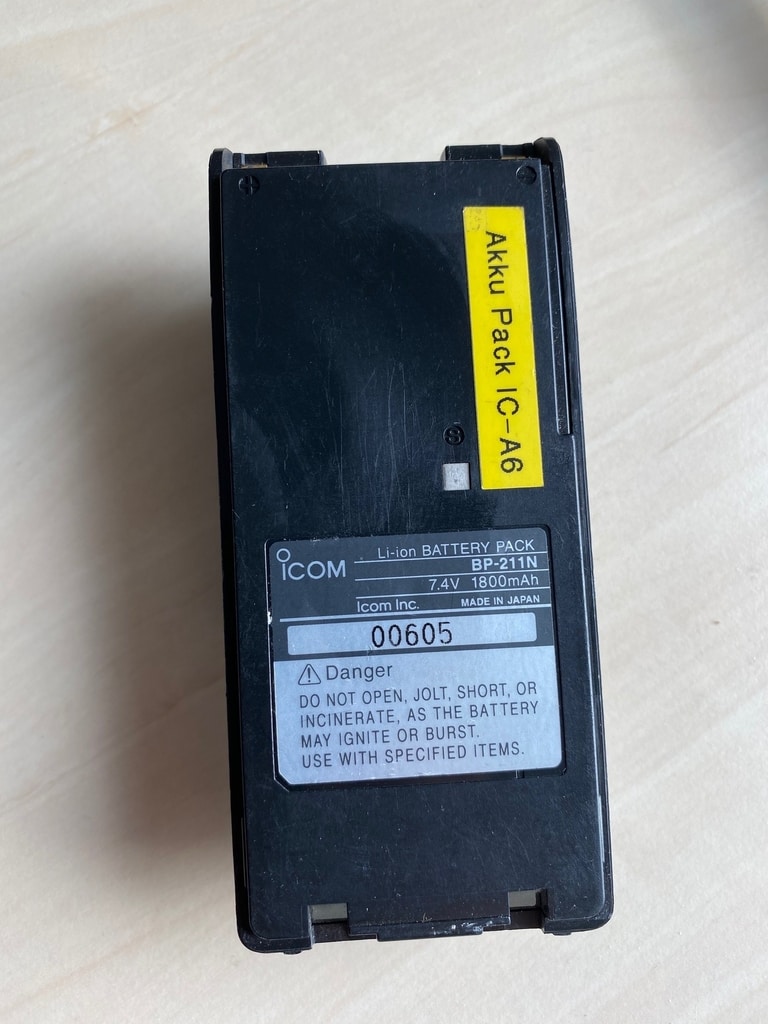 Akku Pack IC-A6
ICOM
Li-ion BATTERY PACK
BP-211N
7.4V 1800mAh
Icom Inc. MADE IN JAPAN
00605
⚠ Danger
DO NOT OPEN, JOLT, SHORT, OR
INCINERATE, AS THE BATTERY
MAY IGNITE OR BURST.
USE WITH SPECIFIED ITEMS.